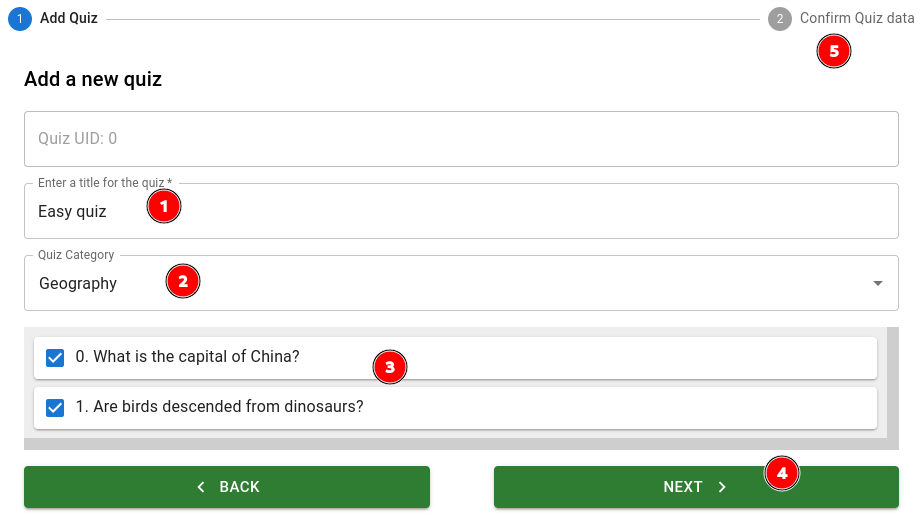 1 Add Quiz 2 Confirm Quiz data
5
Add a new quiz
Quiz UID: 0
Enter a title for the quiz *
Easy quiz 1
Quiz Category
Geography 2
0. What is the capital of China? 3
1. Are birds descended from dinosaurs?
BACK NEXT 4